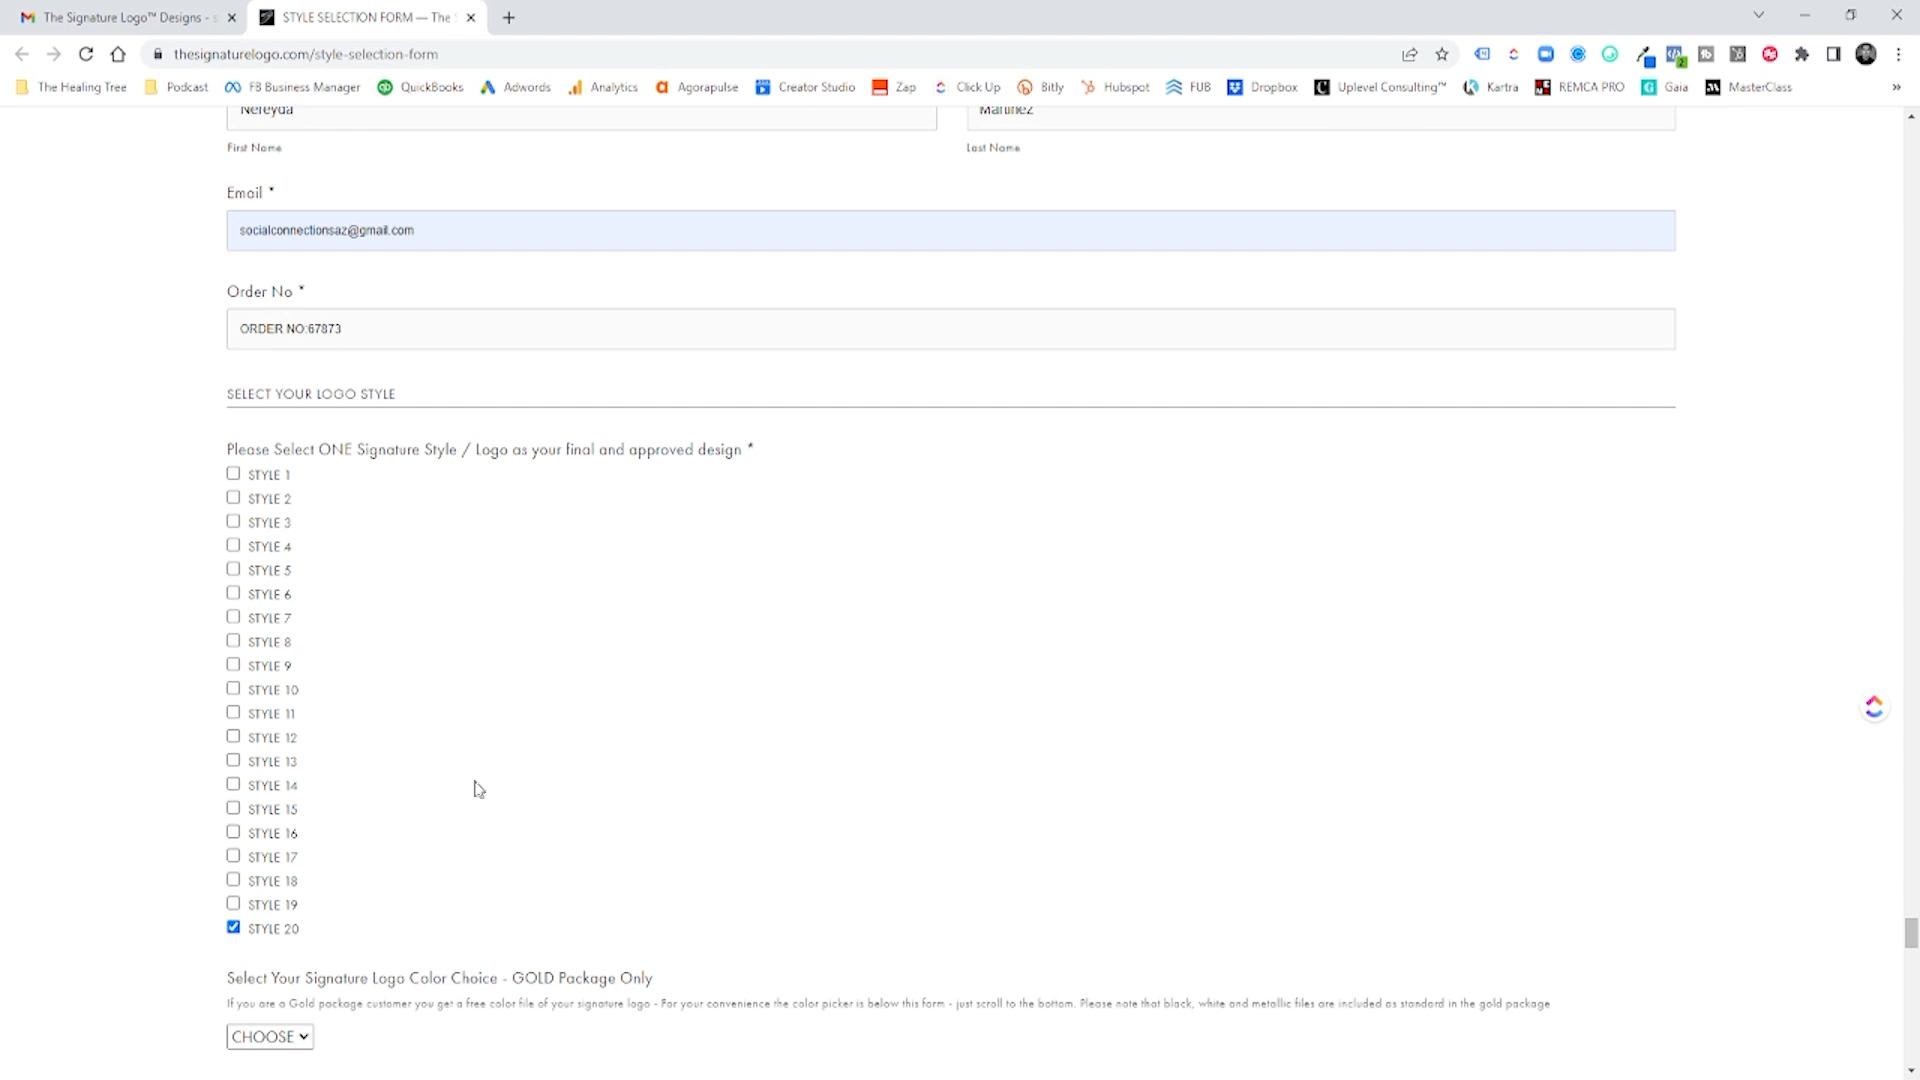 The Signature Logo™ Designs -
STYLE SELECTION FORM — The
thesignaturelogo.com/style-selection-form
2
The Healing Tree
Podcast
FB Business Manager
QuickBooks
Adwords
Analytics
Agorapulse
Creator Studio
Zap
Click Up
Bitly
Hubspot
FUB
Dropbox
Uplevel Consulting™
Kartra
REMCA PRO
Gaia
MasterClass
Nereyda
Martinez
First Name
Last Name
Email *
socialconnectionsaz@gmail.com
Order No *
ORDER NO:67873
SELECT YOUR LOGO STYLE
Please Select ONE Signature Style / Logo as your final and approved design *
STYLE 1
STYLE 2
STYLE 3
STYLE 4
STYLE 5
STYLE 6
STYLE 7
STYLE 8
STYLE 9
STYLE 10
STYLE 11
STYLE 12
STYLE 13
STYLE 14
STYLE 15
STYLE 16
STYLE 17
STYLE 18
STYLE 19
STYLE 20
Select Your Signature Logo Color Choice - GOLD Package Only
If you are a Gold package customer you get a free color file of your signature logo - For your convenience the color picker is below this form - just scroll to the bottom. Please note that black, white and metallic files are included as standard in the gold package
CHOOSE